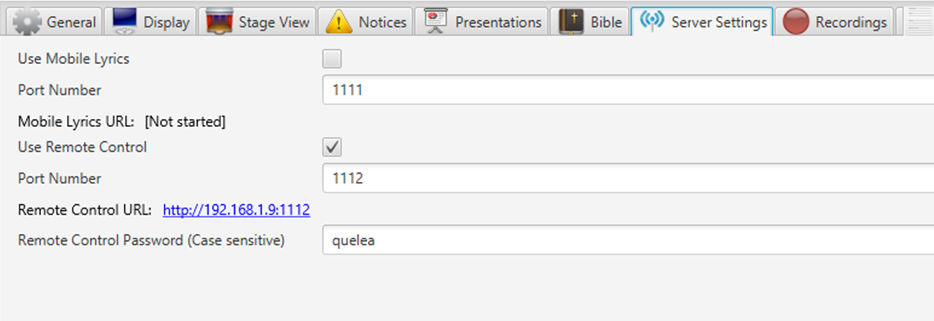 General Display Stage View Notices Presentations Bible Server Settings Recordings
Use Mobile Lyrics
Port Number 1111
Mobile Lyrics URL: [Not started]
Use Remote Control
Port Number 1112
Remote Control URL: http://192.168.1.9:1112
Remote Control Password (Case sensitive) quelea